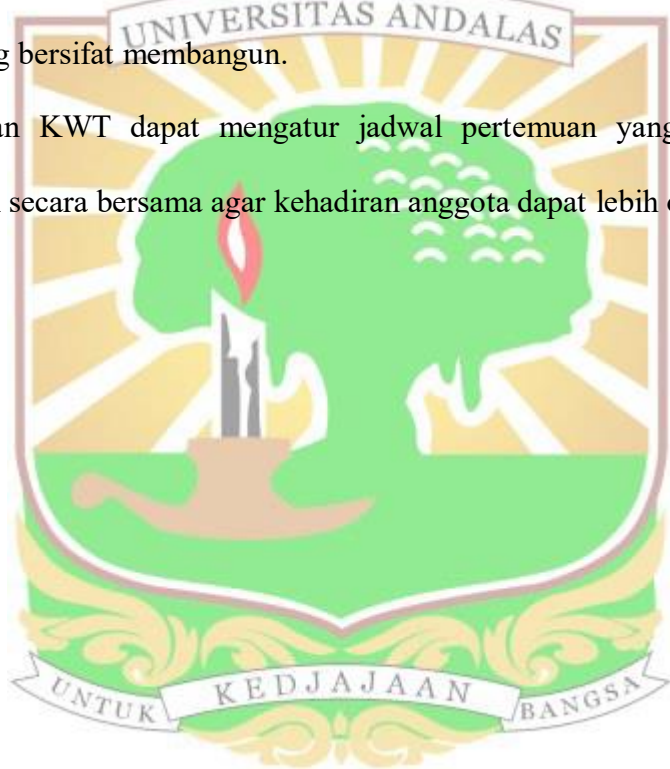 UNIVERSITAS ANDALAS
g bersifat membangun.
an KWT dapat mengatur jadwal pertemuan yang
secara bersama agar kehadiran anggota dapat lebih
UNTUK KEDJAJAAN BANGSA